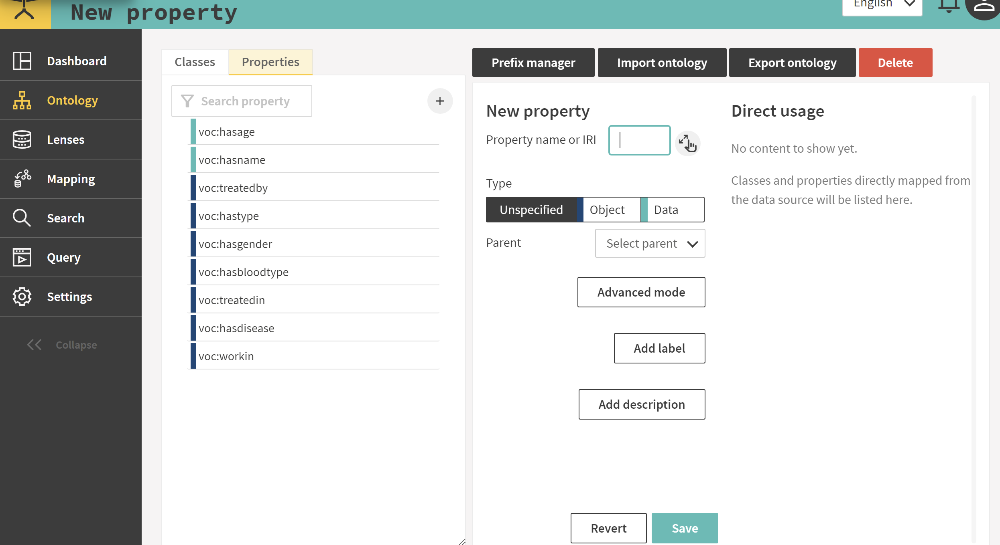 New property
English
Dashboard
Ontology
Lenses
Mapping
Search
Query
Settings
Collapse
Classes
Properties
Search property
voc:hasage
voc:hasname
voc:treatedby
voc:hastype
voc:hasgender
voc:hasbloodtype
voc:treatedin
voc:hasdisease
voc:workin
Prefix manager
Import ontology
Export ontology
Delete
New property
Property name or IRI
Type
Unspecified
Object
Data
Parent
Select parent
Advanced mode
Add label
Add description
Revert
Save
Direct usage
No content to show yet.
Classes and properties directly mapped from
the data source will be listed here.